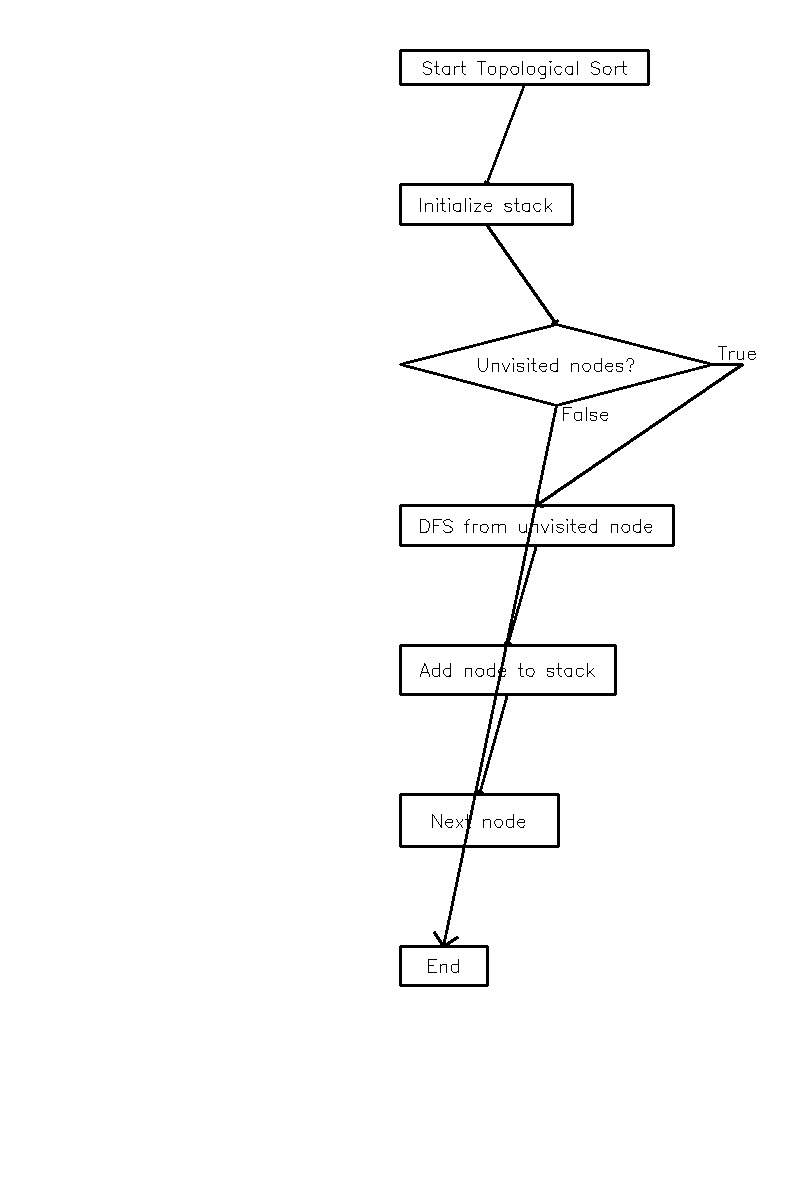 Start Topological Sort
Initialize stack
Unvisited nodes?
True
False
DFS from unvisited node
Add node to stack
Next node
End